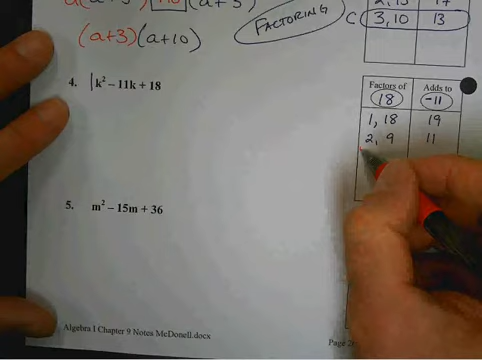 (a+3)(a+10)
FACTORING
C 3, 10 13
4. k² – 11k + 18
Factors of 18 Adds to –11
1, 18 19
2, 9 11
5. m² – 15m + 36
Algebra I Chapter 9 Notes McDonell.docx
Page 2